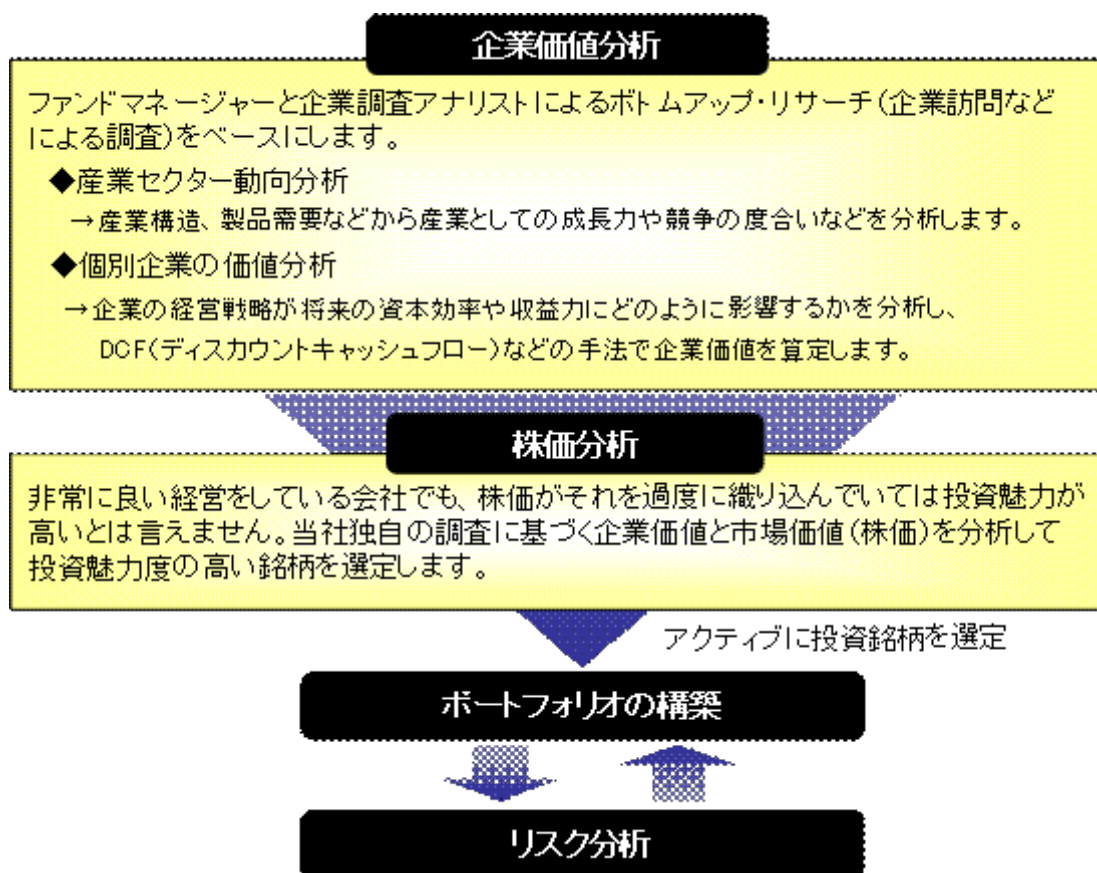 企業価値分析
ファンドマネージャーと企業調査アナリストによるボトムアップ・リサーチ(企業訪問など
による調査)をベースにします。
◆産業セクター動向分析
→産業構造、製品需要などから産業としての成長力や競争の度合いなどを分析します。
◆個別企業の価値分析
→企業の経営戦略が将来の資本効率や収益力にどのように影響するかを分析し、
DCF(ディスカウントキャッシュフロー)などの手法で企業価値を算定します。
株価分析
非常に良い経営をしている会社でも、株価がそれを過度に織り込んでいては投資魅力が
高いとは言えません。当社独自の調査に基づく企業価値と市場価値(株価)を分析して
投資魅力度の高い銘柄を選定します。
アクティブに投資銘柄を選定
ポートフォリオの構築
リスク分析